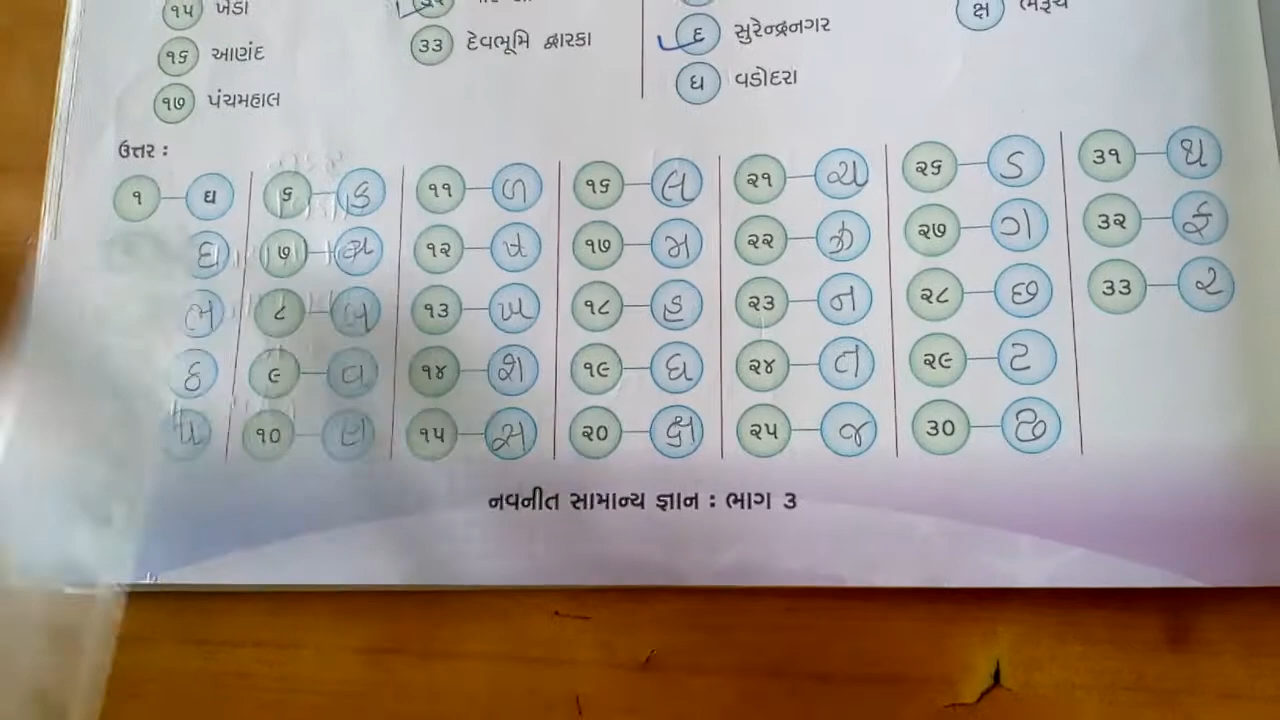 ૧૫ ખેડા
૧૬ આણંદ
૧૭ પંચમહાલ
૩૩ દેવભૂમિ દ્વારકા
દ સુરેન્દ્રનગર
ધ વડોદરા
ક્ષ ભરૂચ
ઉત્તર :
૧ ધ
૬ ક
૭
૮
૯ વ
૧૦
૧૧ ળ
૧૨
૧૩ ખ
૧૪ શ
૧૫ સ
૧૬ લ
૧૭ મ
૧૮ હ
૧૯ ઘ
૨૦ ક્ષ
૨૧ ય
૨૨ ઝ
૨૩ ન
૨૪ ત
૨૫ જ
૨૬ ડ
૨૭ ગ
૨૮ છ
૨૯ ટ
૩૦
૩૧ થ
૩૨ ફ
૩૩ ર
નવનીત સામાન્ય જ્ઞાન : ભાગ ૩